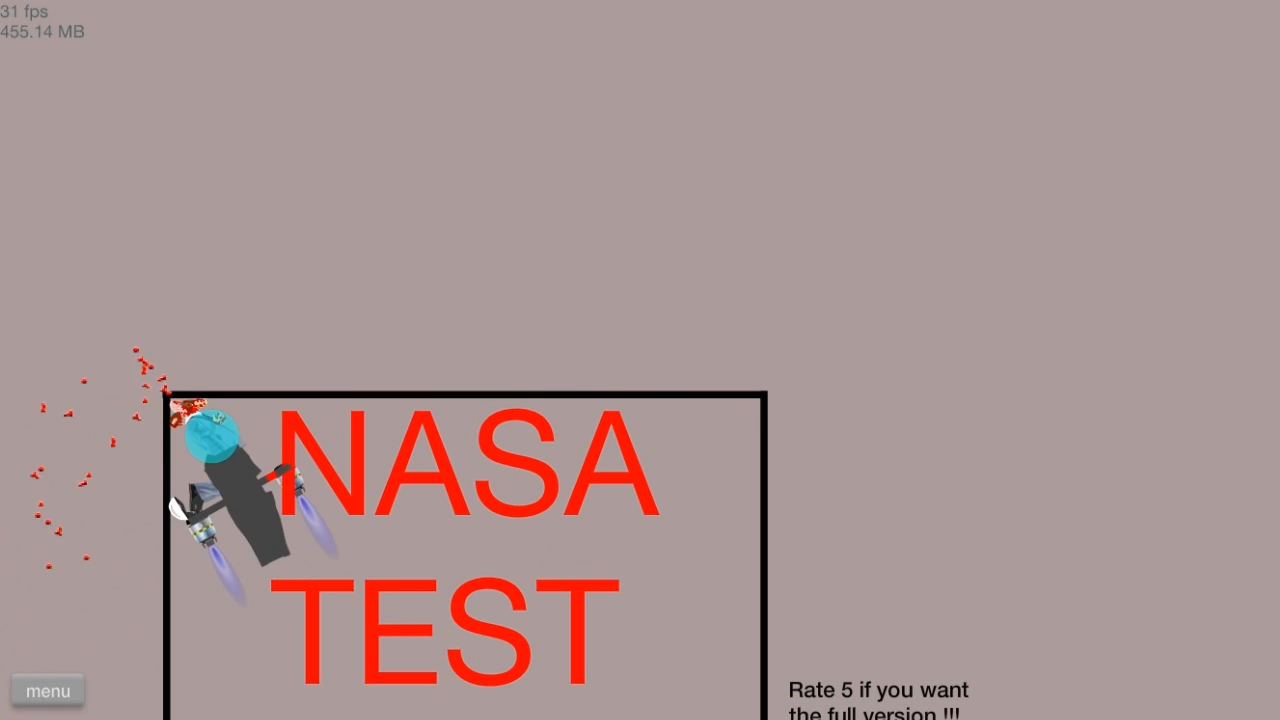 31 fps
455.14 MB
NASA
TEST
menu
Rate 5 if you want
the full version !!!